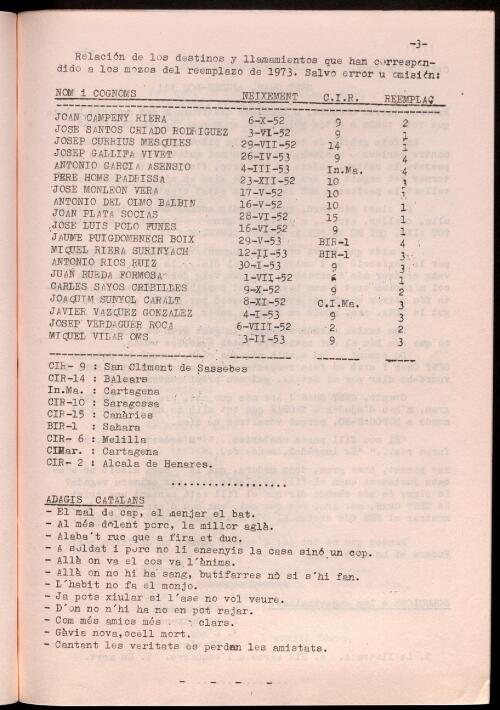 -3-
Relación de los destinos y llamamientos que han correspon-
dido a los mozos del reemplazo de 1973. Salvo error u omisión:
NOM i COGNOMS NEIXEMENT C.I.R. REEMPLAÇ
JOAN CAMPENY RIERA 6-X-52 9 2
JOSE SANTOS CRIADO RODRIGUEZ 3-VI-52 9 1
JOSEP CURRIUS MESQUIES 29-VII-52 14 1
JOSEP GALLIFA VIVET 26-IV-53 9 4
ANTONIO GARCIA ASENSIO 4-III-53 In.Ma. 4
PERE HOMS PADRISSA 23-XII-52 10 3
JOSE MONLEON VERA 17-V-52 10 1
ANTONIO DEL OLMO BALBIN 16-V-52 10 1
JOAN PLATA SOCIAS 28-VI-52 15 1
JOSE LUIS POLO FUNES 16-VI-52 9 1
JAUME PUIGDOMENECH BOIX 29-V-53 BIR-1 4
MIQUEL RIERA SURINYACH 12-II-53 BIR-1 3
ANTONIO RIOS RUIZ 30-I-53 9 3
JUAN RUEDA FORMOSA 1-VII-52 6 1
CARLES SAYOS CRIBILLES 9-X-52 9 2
JOAQUIM SUNYOL CARALT 8-XI-52 C.I.Ma. 3
JAVIER VAZQUEZ GONZALEZ 4-I-53 9 3
JOSEP VERDAGUER ROCA 6-VIII-52 2 2
MIQUEL VILAR OMS 3-II-53 9 3
CIR- 9 : San Climent de Sassebes
CIR-14 : Balears
In.Ma. : Cartagena
CIR-10 : Saragossa
CIR-15 : Canàries
BIR-1 : Sahara
CIR- 6 : Melilla
CIMar. : Cartagena
CIR- 2 : Alcala de Henares.
..................
ADAGIS CATALANS
- El mal de cap, al menjar el bat.
- Al més dolent porc, la millor aglà.
- Alaba't ruc que a fira et duc.
- A soldat i porc no li ensenyis la casa sinó un cop.
- Allà on va el cos va l'ànima.
- Allà on no hi ha sang, butifarres nò si s'hi fan.
- L'habit no fa el monjo.
- Ja pots xiular si l'ase no vol veure.
- D'on no n'hi ha no en pot rajar.
- Com més amics més clars.
- Gàvia nova,ocell mort.
- Cantant les veritats es perden les amistats.
- - - - -